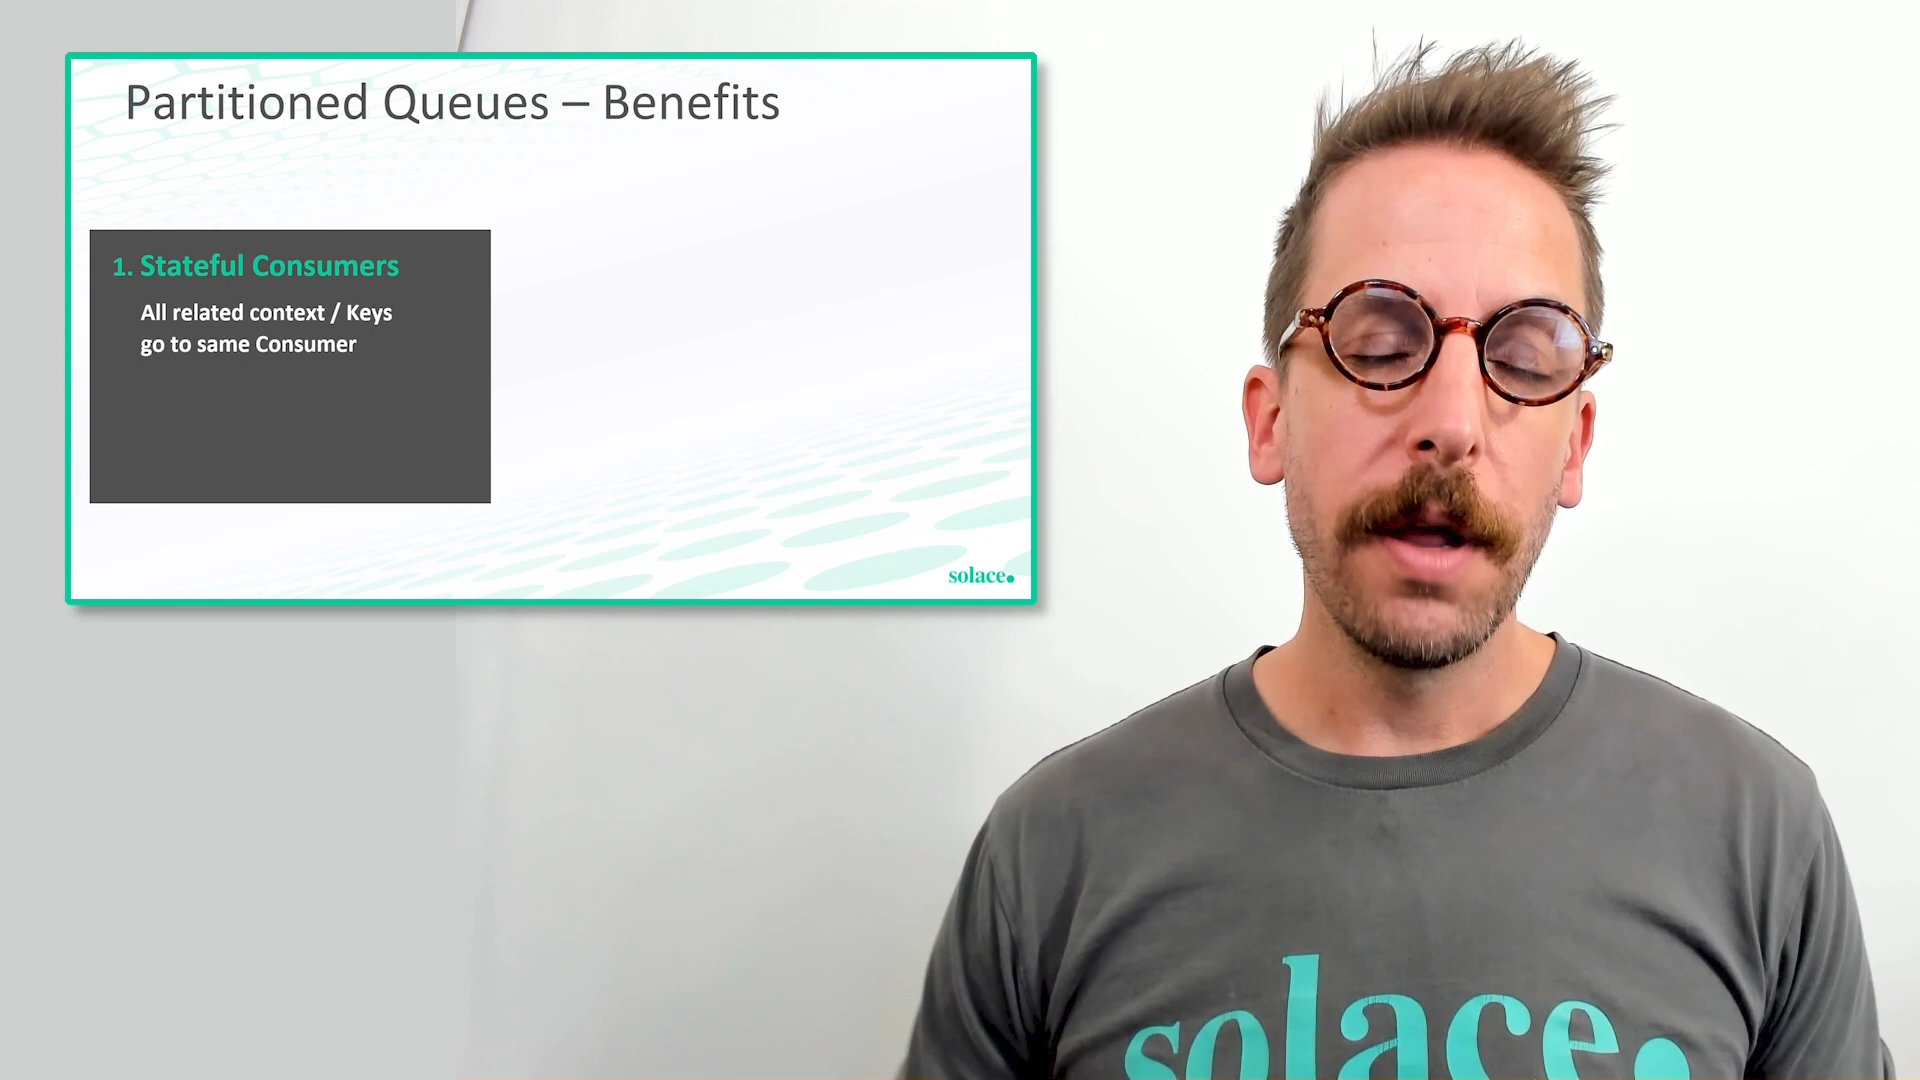 Partitioned Queues – Benefits
1. Stateful Consumers
All related context / Keys
go to same Consumer
solace.
solace.